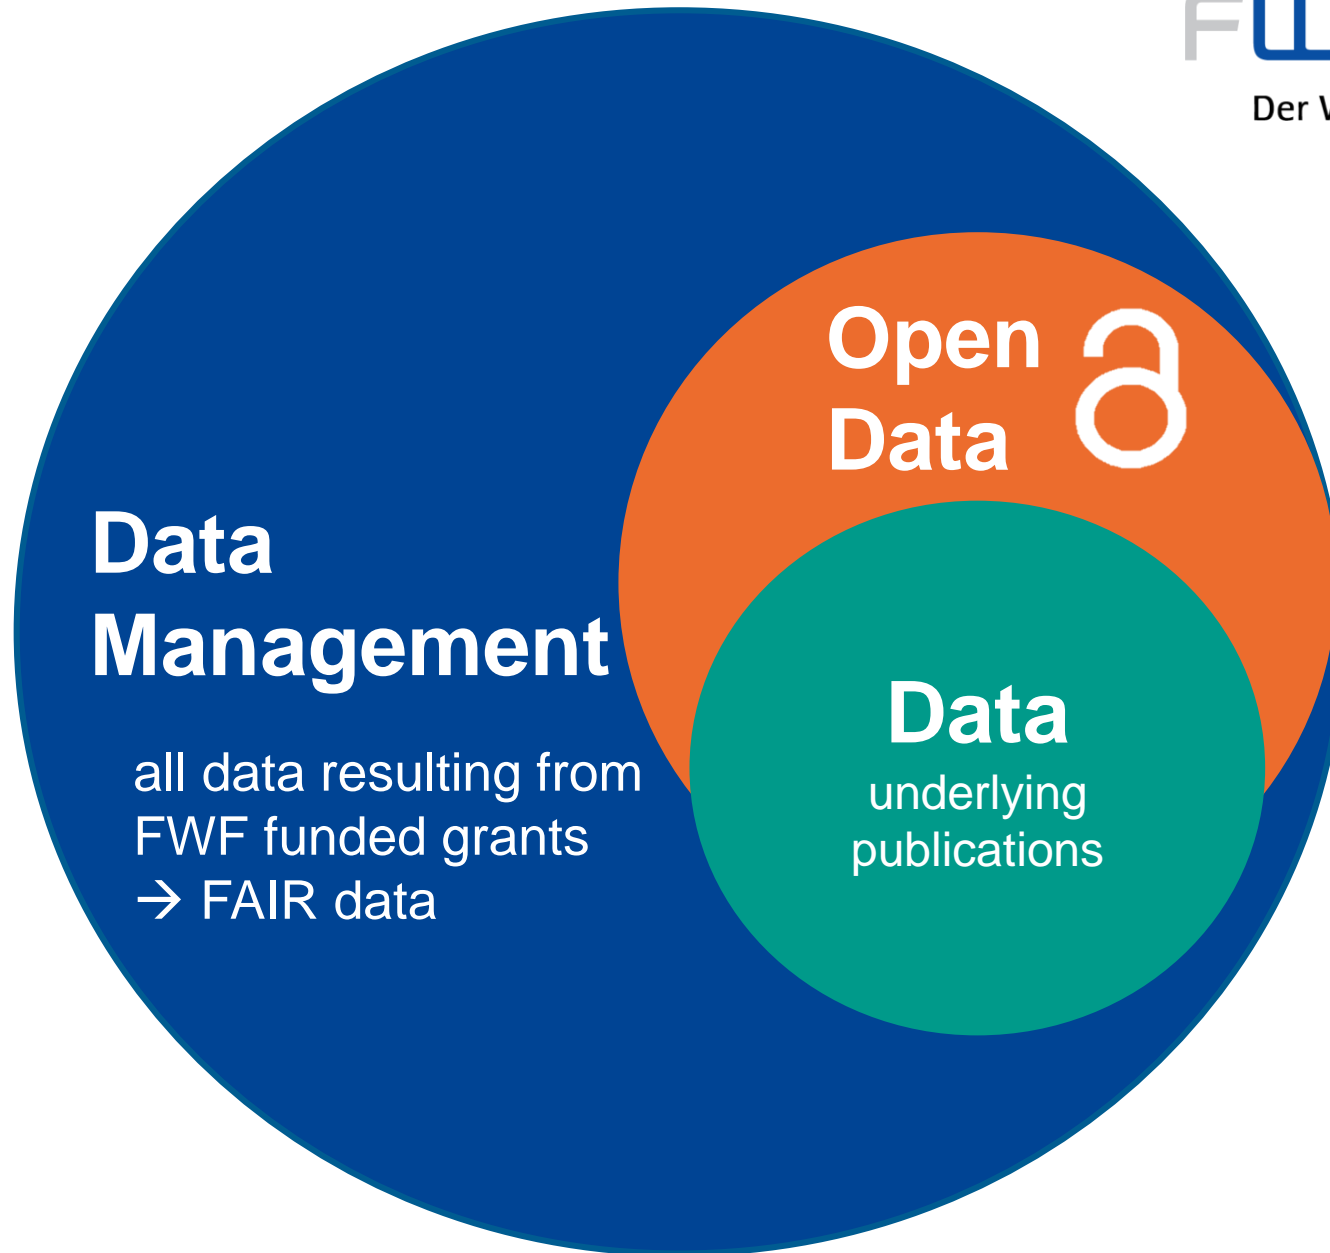 Der
Open
Data
Data
Management
all data resulting from
FWF funded grants
→ FAIR data
Data
underlying
publications